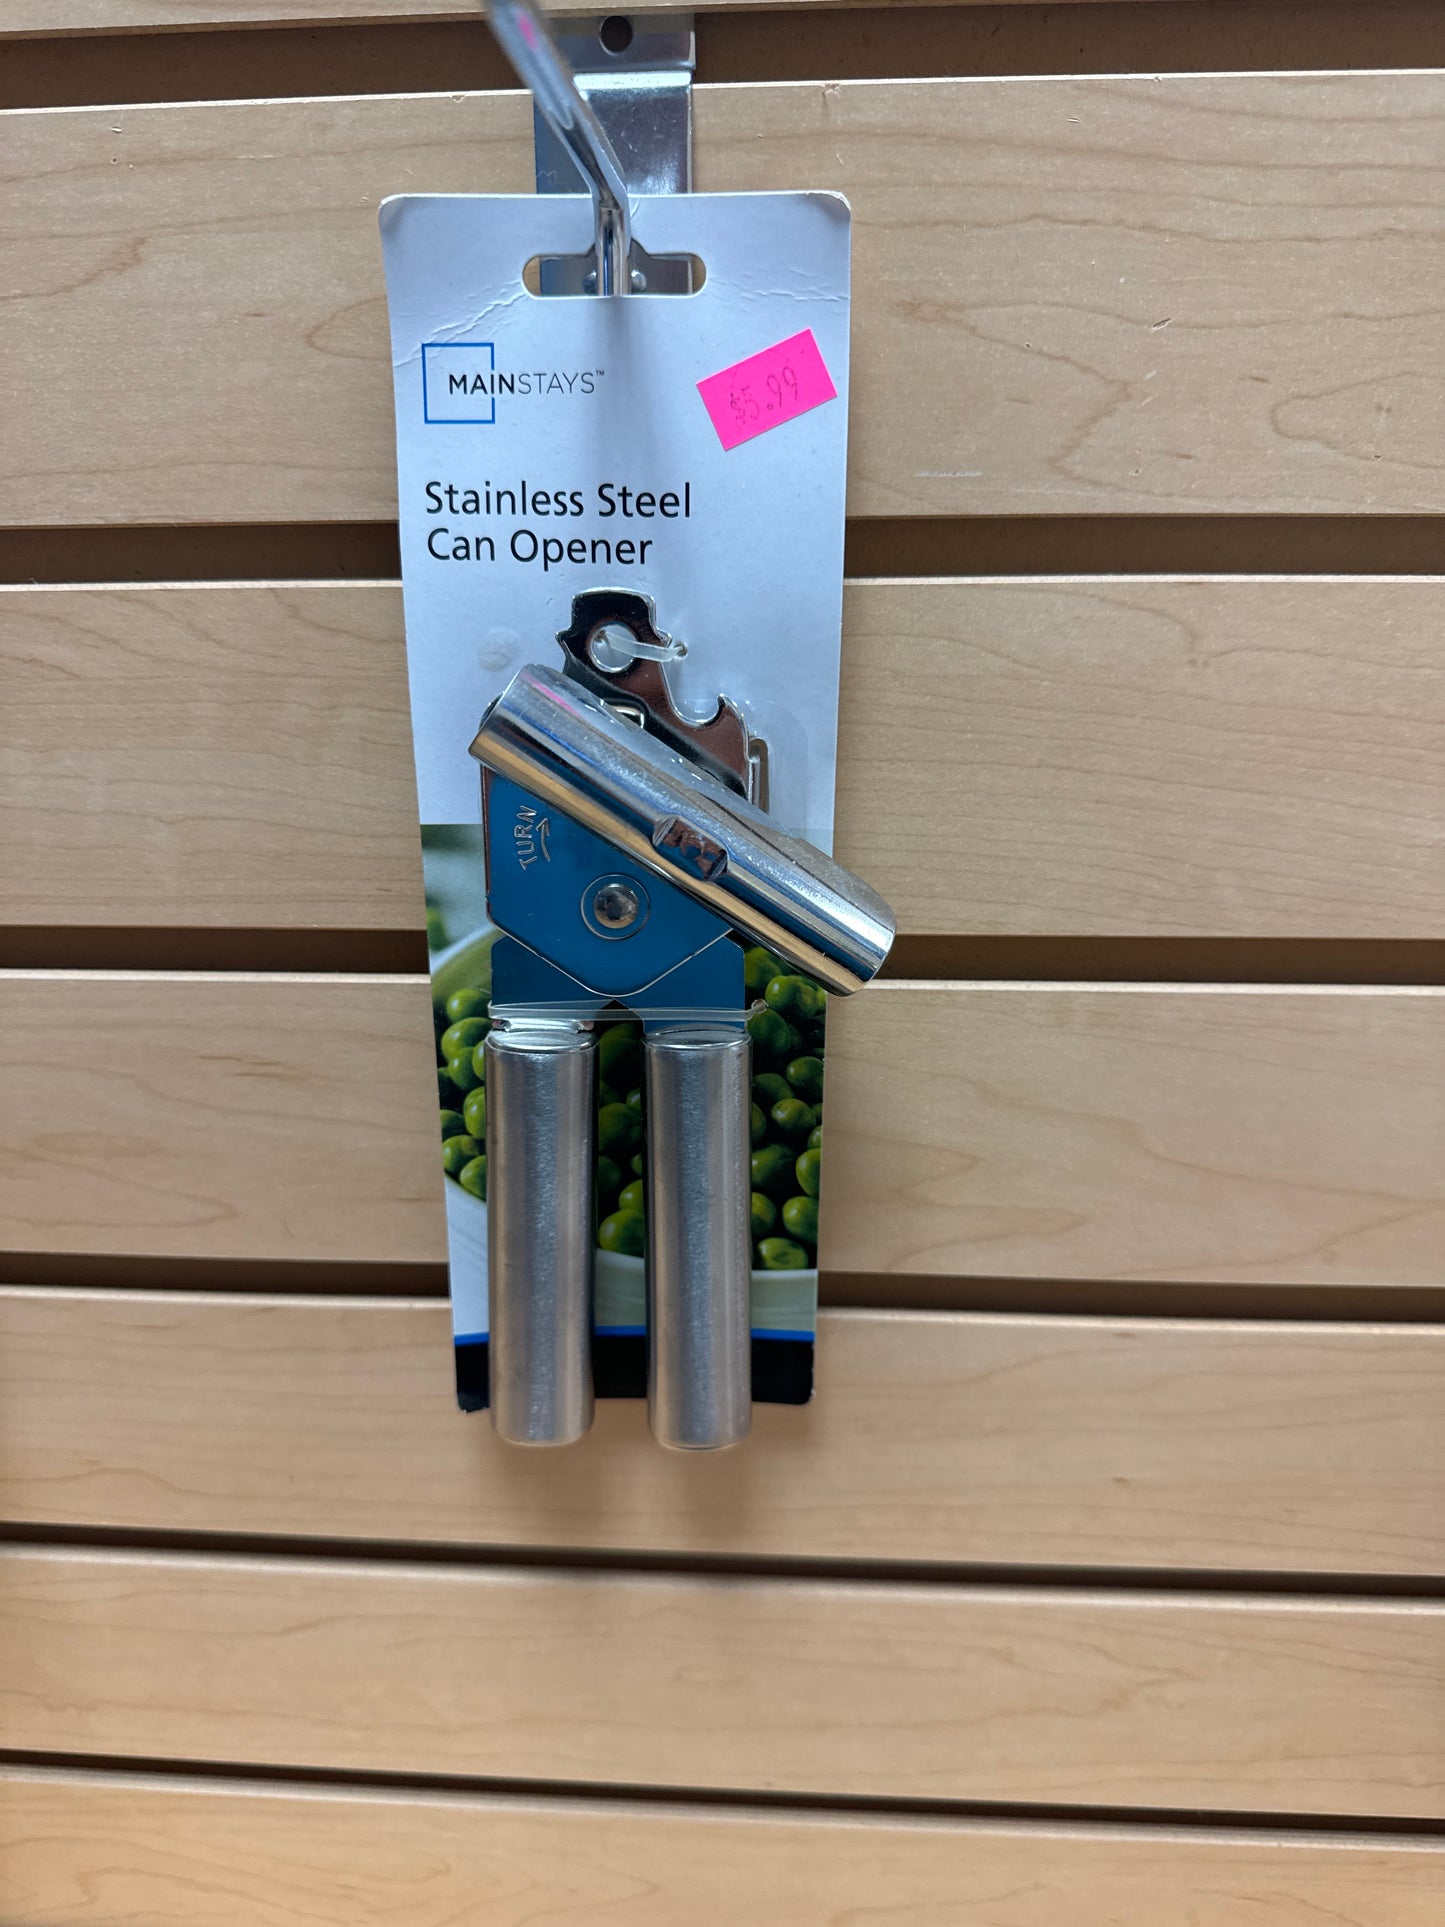 MAINSTAYS™
$5.99
Stainless Steel
Can Opener
TURN